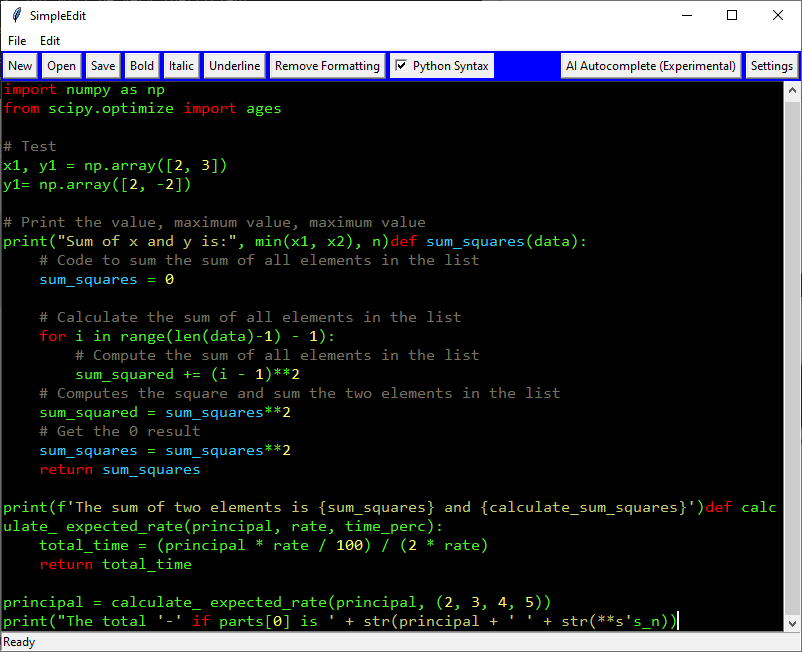 SimpleEdit
File Edit
New Open Save Bold Italic Underline Remove Formatting Python Syntax AI Autocomplete (Experimental) Settings
import numpy as np
from scipy.optimize import ages
# Test
x1, y1 = np.array([2, 3])
y1= np.array([2, -2])
# Print the value, maximum value, maximum value
print("Sum of x and y is:", min(x1, x2), n)def sum_squares(data):
    # Code to sum the sum of all elements in the list
    sum_squares = 0
    # Calculate the sum of all elements in the list
    for i in range(len(data)-1) - 1):
        # Compute the sum of all elements in the list
        sum_squared += (i - 1)**2
    # Computes the square and sum the two elements in the list
    sum_squared = sum_squares**2
    # Get the 0 result
    sum_squares = sum_squares**2
    return sum_squares
print(f'The sum of two elements is {sum_squares} and {calculate_sum_squares}')def calc
ulate_ expected_rate(principal, rate, time_perc):
    total_time = (principal * rate / 100) / (2 * rate)
    return total_time
principal = calculate_ expected_rate(principal, (2, 3, 4, 5))
print("The total '-' if parts[0] is ' + str(principal + ' ' + str(**s's_n))
Ready